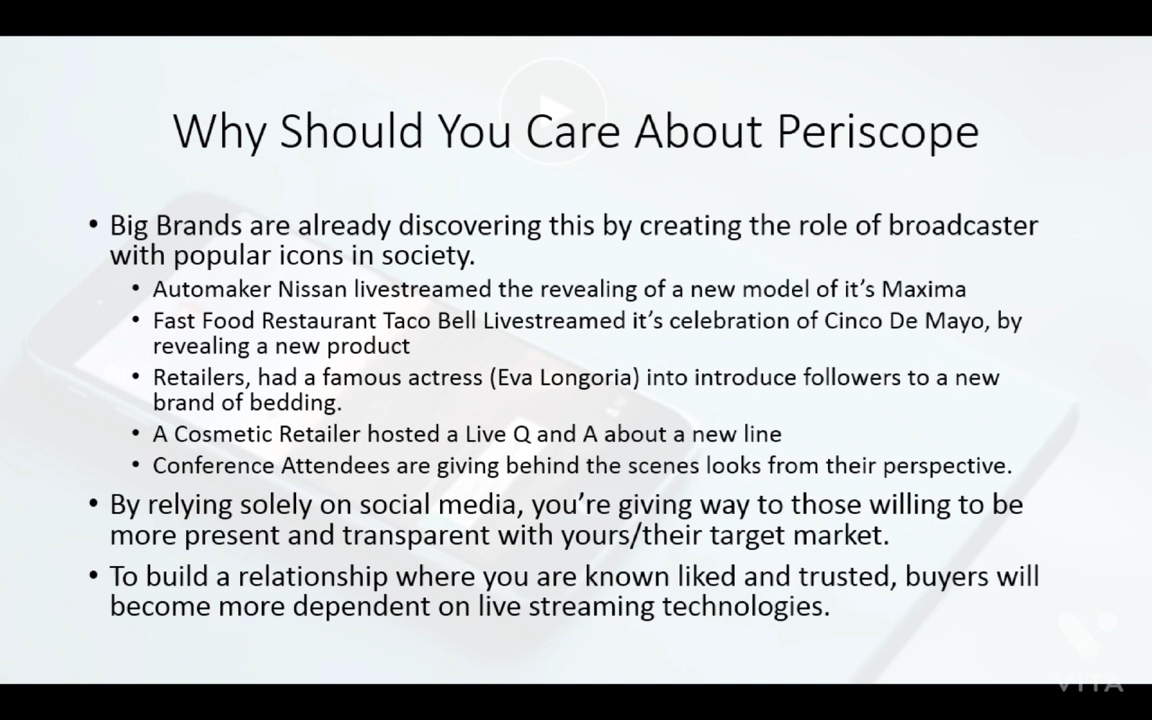 Why Should You Care About Periscope
• Big Brands are already discovering this by creating the role of broadcaster
with popular icons in society.
• Automaker Nissan livestreamed the revealing of a new model of it’s Maxima
• Fast Food Restaurant Taco Bell Livestreamed it’s celebration of Cinco De Mayo, by
revealing a new product
• Retailers, had a famous actress (Eva Longoria) into introduce followers to a new
brand of bedding.
• A Cosmetic Retailer hosted a Live Q and A about a new line
• Conference Attendees are giving behind the scenes looks from their perspective.
• By relying solely on social media, you’re giving way to those willing to be
more present and transparent with yours/their target market.
• To build a relationship where you are known liked and trusted, buyers will
become more dependent on live streaming technologies.
VITA